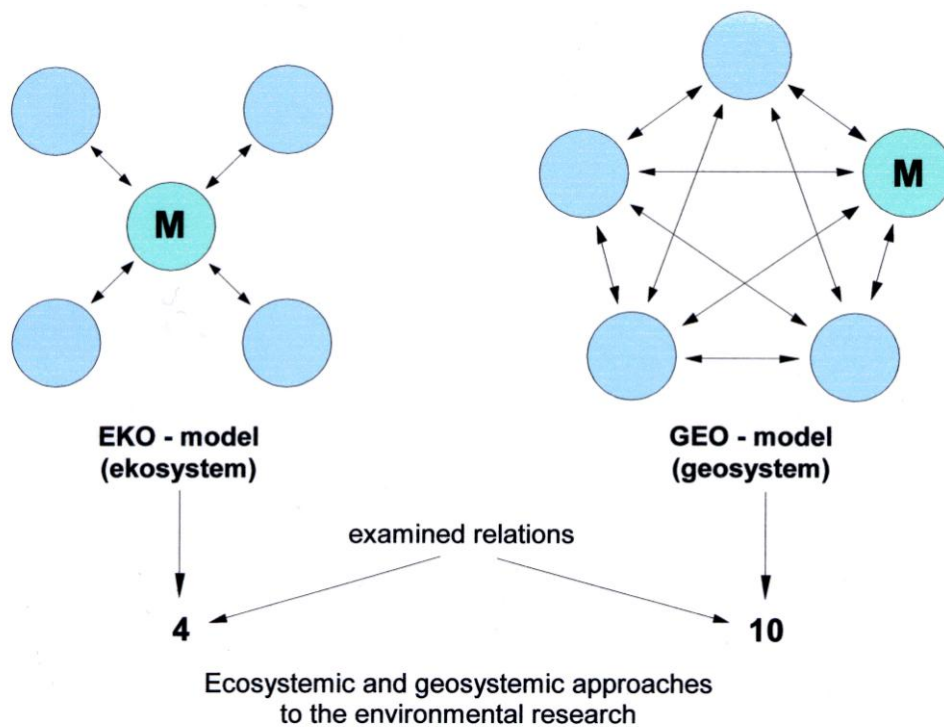 M
M
EKO - model
(ekosystem)
GEO - model
(geosystem)
examined relations
4
10
Ecosystemic and geosystemic approaches
to the environmental research